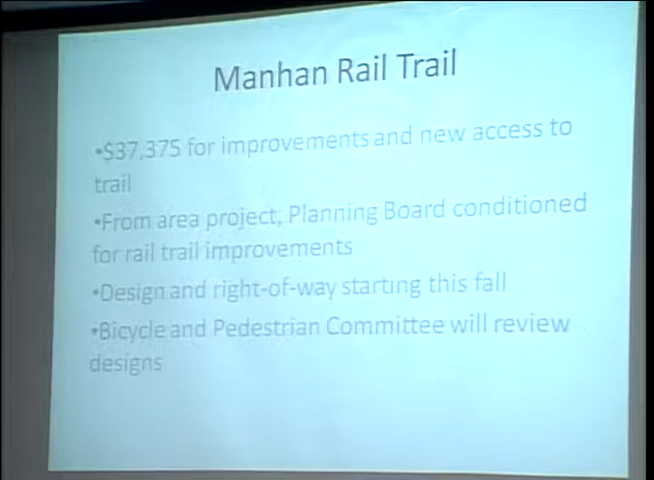 Manhan Rail Trail
•$37,375 for improvements and new access to
trail
•From area project, Planning Board conditioned
for rail trail improvements
•Design and right-of-way starting this fall
•Bicycle and Pedestrian Committee will review
designs